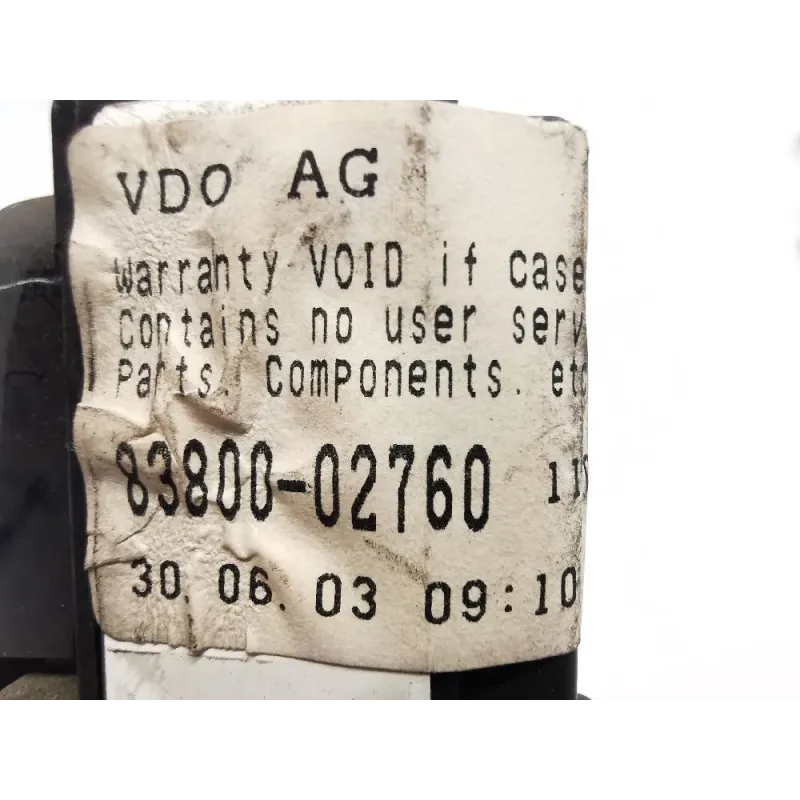 VDO AG
Warranty VOID if case
Contains no user serv
Parts. Components. etc
83800-02760
30. 06. 03 09:10